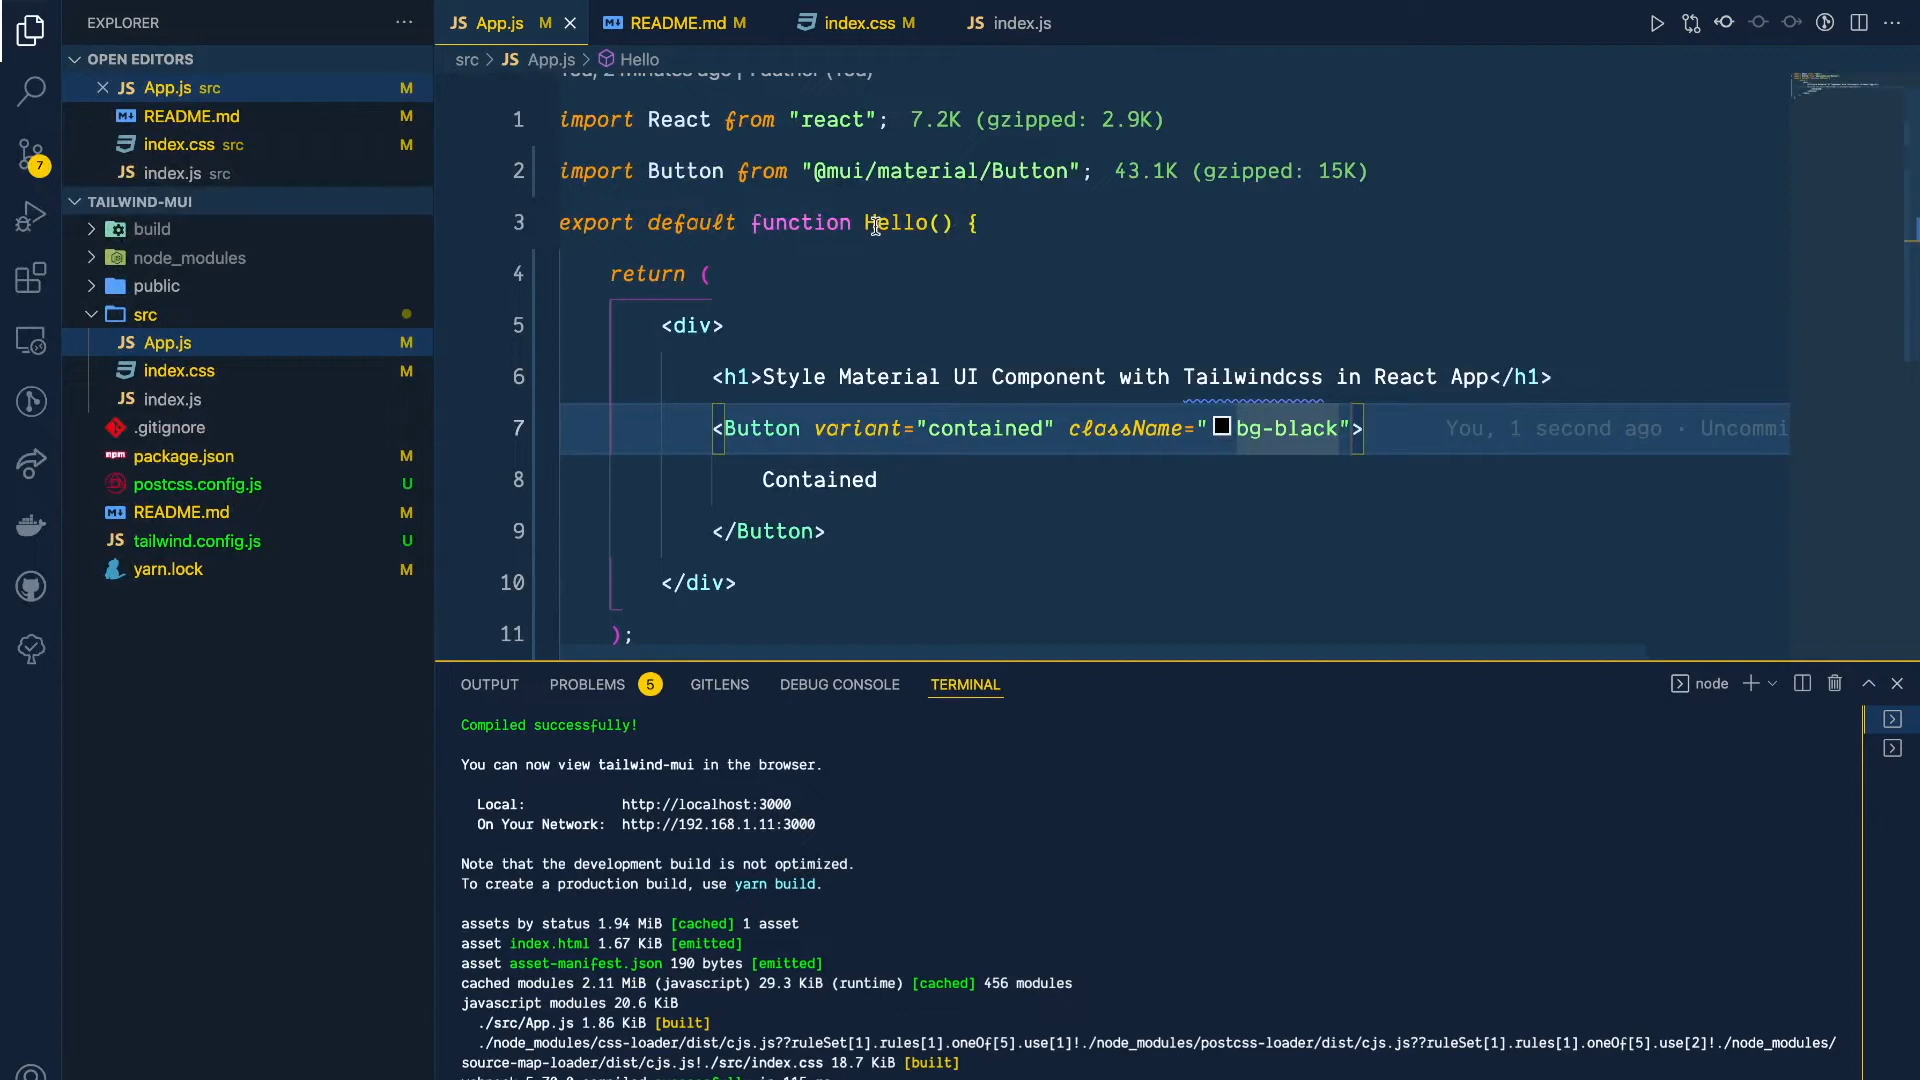 EXPLORER
OPEN EDITORS
JS App.js src M
README.md M
index.css src M
JS index.js src
7
TAILWIND-MUI
build
node_modules
public
src
JS App.js M
index.css M
JS index.js
.gitignore
npm package.json M
postcss.config.js U
README.md M
JS tailwind.config.js U
yarn.lock M
JS App.js M
README.md M
index.css M
JS index.js
src > JS App.js > Hello
You, 2 minutes ago | 1 author (You)
1 import React from "react"; 7.2K (gzipped: 2.9K)
2 import Button from "@mui/material/Button"; 43.1K (gzipped: 15K)
3 export default function Hello() {
4 return (
5 <div>
6 <h1>Style Material UI Component with Tailwindcss in React App</h1>
7 <Button variant="contained" className="bg-black"> You, 1 second ago · Uncommi
8 Contained
9 </Button>
10 </div>
11 );
OUTPUT PROBLEMS 5 GITLENS DEBUG CONSOLE TERMINAL node
Compiled successfully!
You can now view tailwind-mui in the browser.
Local: http://localhost:3000
On Your Network: http://192.168.1.11:3000
Note that the development build is not optimized.
To create a production build, use yarn build.
assets by status 1.94 MiB [cached] 1 asset
asset index.html 1.67 KiB [emitted]
asset asset-manifest.json 190 bytes [emitted]
cached modules 2.11 MiB (javascript) 29.3 KiB (runtime) [cached] 456 modules
javascript modules 20.6 KiB
./src/App.js 1.86 KiB [built]
./node_modules/css-loader/dist/cjs.js??ruleSet[1].rules[1].oneOf[5].use[1]!./node_modules/postcss-loader/dist/cjs.js??ruleSet[1].rules[1].oneOf[5].use[2]!./node_modules/
source-map-loader/dist/cjs.js!./src/index.css 18.7 KiB [built]